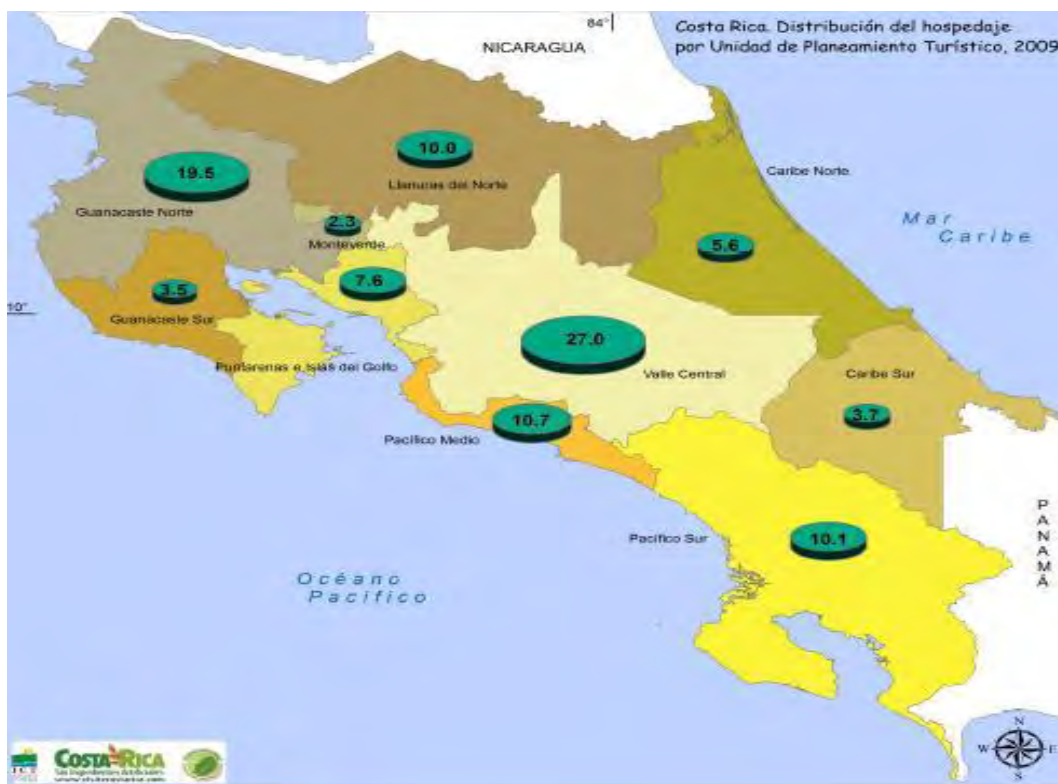 Costa Rica. Distribución del hospedaje
por Unidad de Planeamiento Turístico, 2009
84°
NICARAGUA
10.0
Llanuras del Norte
19.5
Guanacaste Norte
Caribe Norte
Mar
Caribe
2.3
Monteverde
5.6
7.6
3.5
10°
Guanacaste Sur
27.0
Valle Central
Puntarenas e Islas del Golfo
Caribe Sur
3.7
10.7
Pacífico Medio
PANAMÁ
10.1
Pacífico Sur
Océano
Pacífico
N
W
E
S
ICT
COSTA RICA